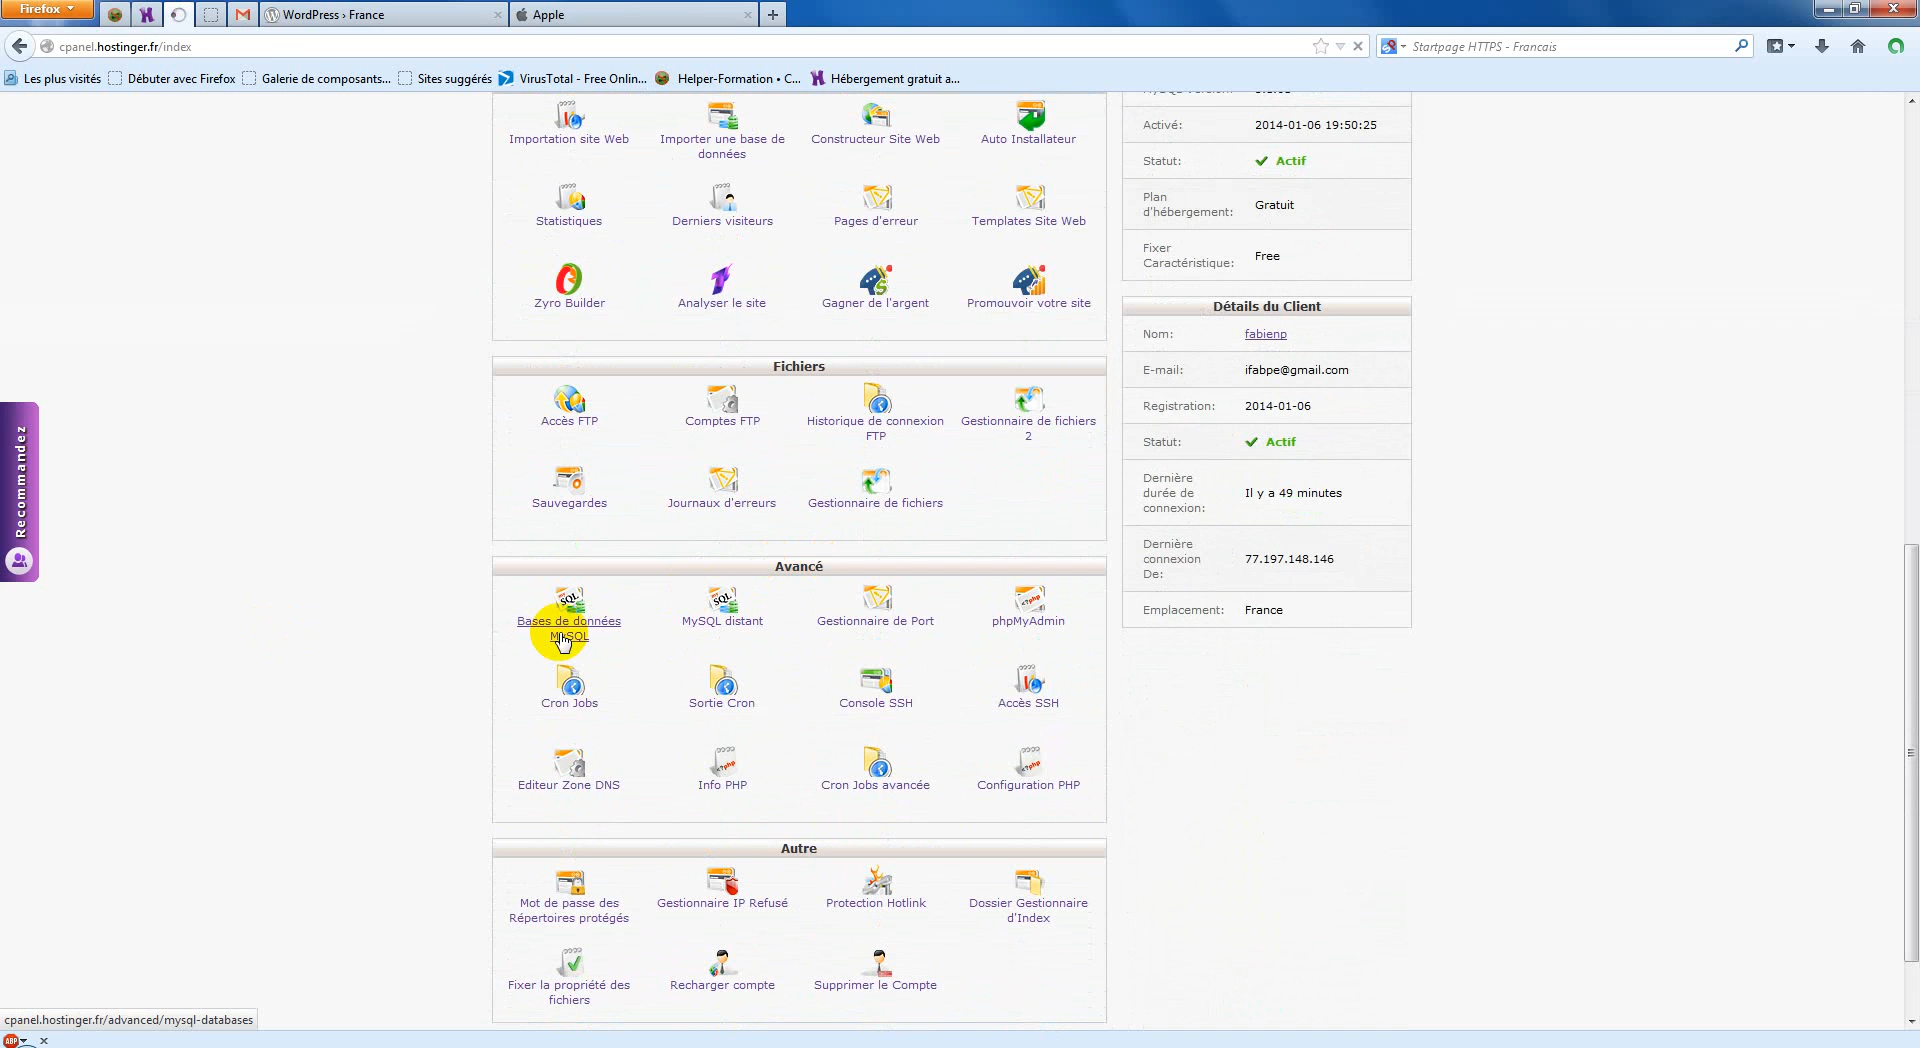 Firefox
WordPress › France
Apple
cpanel.hostinger.fr/index
Startpage HTTPS - Francais
Les plus visités
Débuter avec Firefox
Galerie de composants...
Sites suggérés
VirusTotal - Free Onlin...
Helper-Formation • C...
Hébergement gratuit a...
Importation site Web
Importer une base de
données
Constructeur Site Web
Auto Installateur
Statistiques
Derniers visiteurs
Pages d'erreur
Templates Site Web
Zyro Builder
Analyser le site
Gagner de l'argent
Promouvoir votre site
Fichiers
Accès FTP
Comptes FTP
Historique de connexion
FTP
Gestionnaire de fichiers
2
Sauvegardes
Journaux d'erreurs
Gestionnaire de fichiers
Avancé
Bases de données
MySQL
MySQL distant
Gestionnaire de Port
phpMyAdmin
Cron Jobs
Sortie Cron
Console SSH
Accès SSH
Editeur Zone DNS
Info PHP
Cron Jobs avancée
Configuration PHP
Autre
Mot de passe des
Répertoires protégés
Gestionnaire IP Refusé
Protection Hotlink
Dossier Gestionnaire
d'Index
Fixer la propriété des
fichiers
Recharger compte
Supprimer le Compte
Activé: 2014-01-06 19:50:25
Statut: Actif
Plan
d'hébergement: Gratuit
Fixer
Caractéristique: Free
Détails du Client
Nom: fabienp
E-mail: ifabpe@gmail.com
Registration: 2014-01-06
Statut: Actif
Dernière
durée de
connexion: Il y a 49 minutes
Dernière
connexion
De: 77.197.148.146
Emplacement: France
Recommandez
cpanel.hostinger.fr/advanced/mysql-databases
ABP